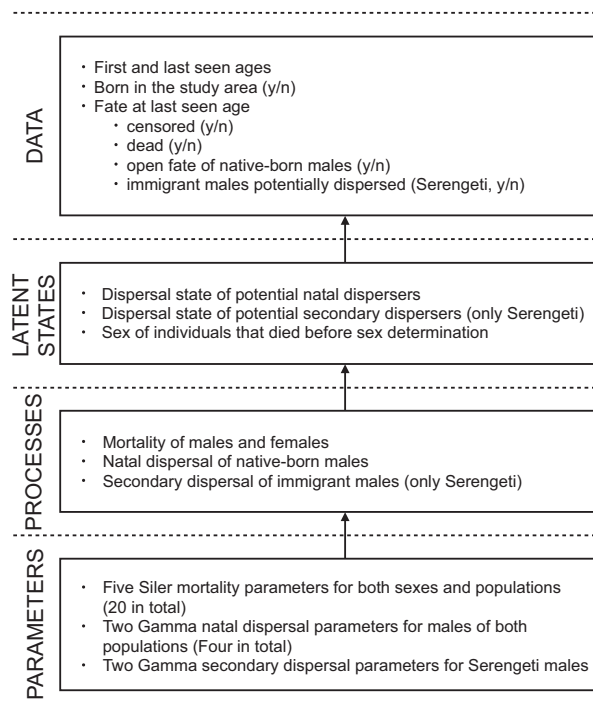 DATA
· First and last seen ages
· Born in the study area (y/n)
· Fate at last seen age
· censored (y/n)
· dead (y/n)
· open fate of native-born males (y/n)
· immigrant males potentially dispersed (Serengeti, y/n)
LATENT
STATES
· Dispersal state of potential natal dispersers
· Dispersal state of potential secondary dispersers (only Serengeti)
· Sex of individuals that died before sex determination
PROCESSES
· Mortality of males and females
· Natal dispersal of native-born males
· Secondary dispersal of immigrant males (only Serengeti)
PARAMETERS
· Five Siler mortality parameters for both sexes and populations
(20 in total)
· Two Gamma natal dispersal parameters for males of both
populations (Four in total)
· Two Gamma secondary dispersal parameters for Serengeti males